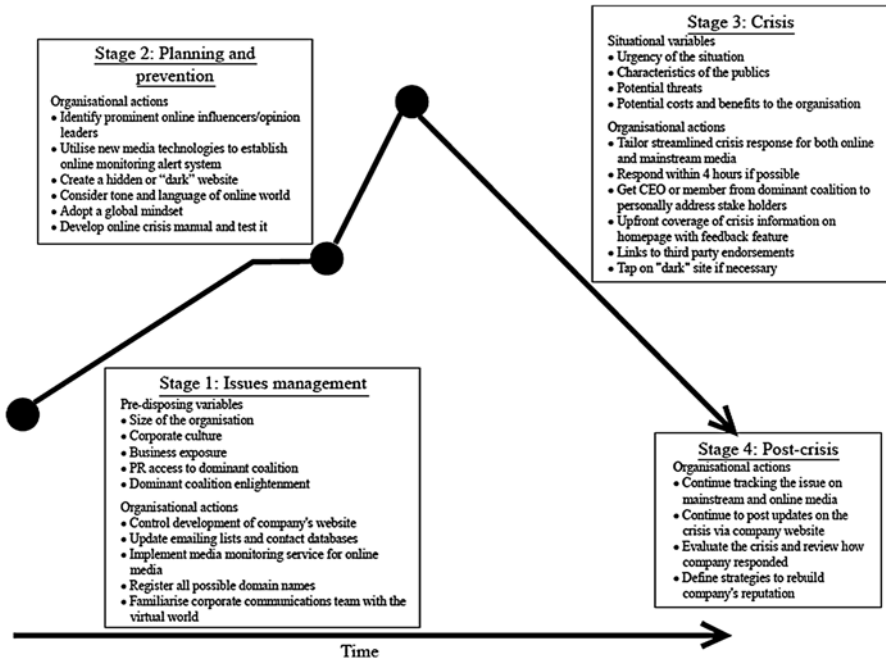 Stage 2: Planning and
prevention
Organisational actions
• Identify prominent online influencers/opinion
leaders
• Utilise new media technologies to establish
online monitoring alert system
• Create a hidden or “dark” website
• Consider tone and language of online world
• Adopt a global mindset
• Develop online crisis manual and test it
Stage 3: Crisis
Situational variables
• Urgency of the situation
• Characteristics of the publics
• Potential threats
• Potential costs and benefits to the organisation
Organisational actions
• Tailor streamlined crisis response for both online
and mainstream media
• Respond within 4 hours if possible
• Get CEO or member from dominant coalition to
personally address stake holders
• Upfront coverage of crisis information on
homepage with feedback feature
• Links to third party endorsements
• Tap on "dark" site if necessary
Stage 1: Issues management
Pre-disposing variables
• Size of the organisation
• Corporate culture
• Business exposure
• PR access to dominant coalition
• Dominant coalition enlightenment
Organisational actions
• Control development of company's website
• Update emailing lists and contact databases
• Implement media monitoring service for online
media
• Register all possible domain names
• Familiarise corporate communications team with the
virtual world
Stage 4: Post-crisis
Organisational actions
• Continue tracking the issue on
mainstream and online media
• Continue to post updates on the
crisis via company website
• Evaluate the crisis and review how
company responded
• Define strategies to rebuild
company's reputation
Time